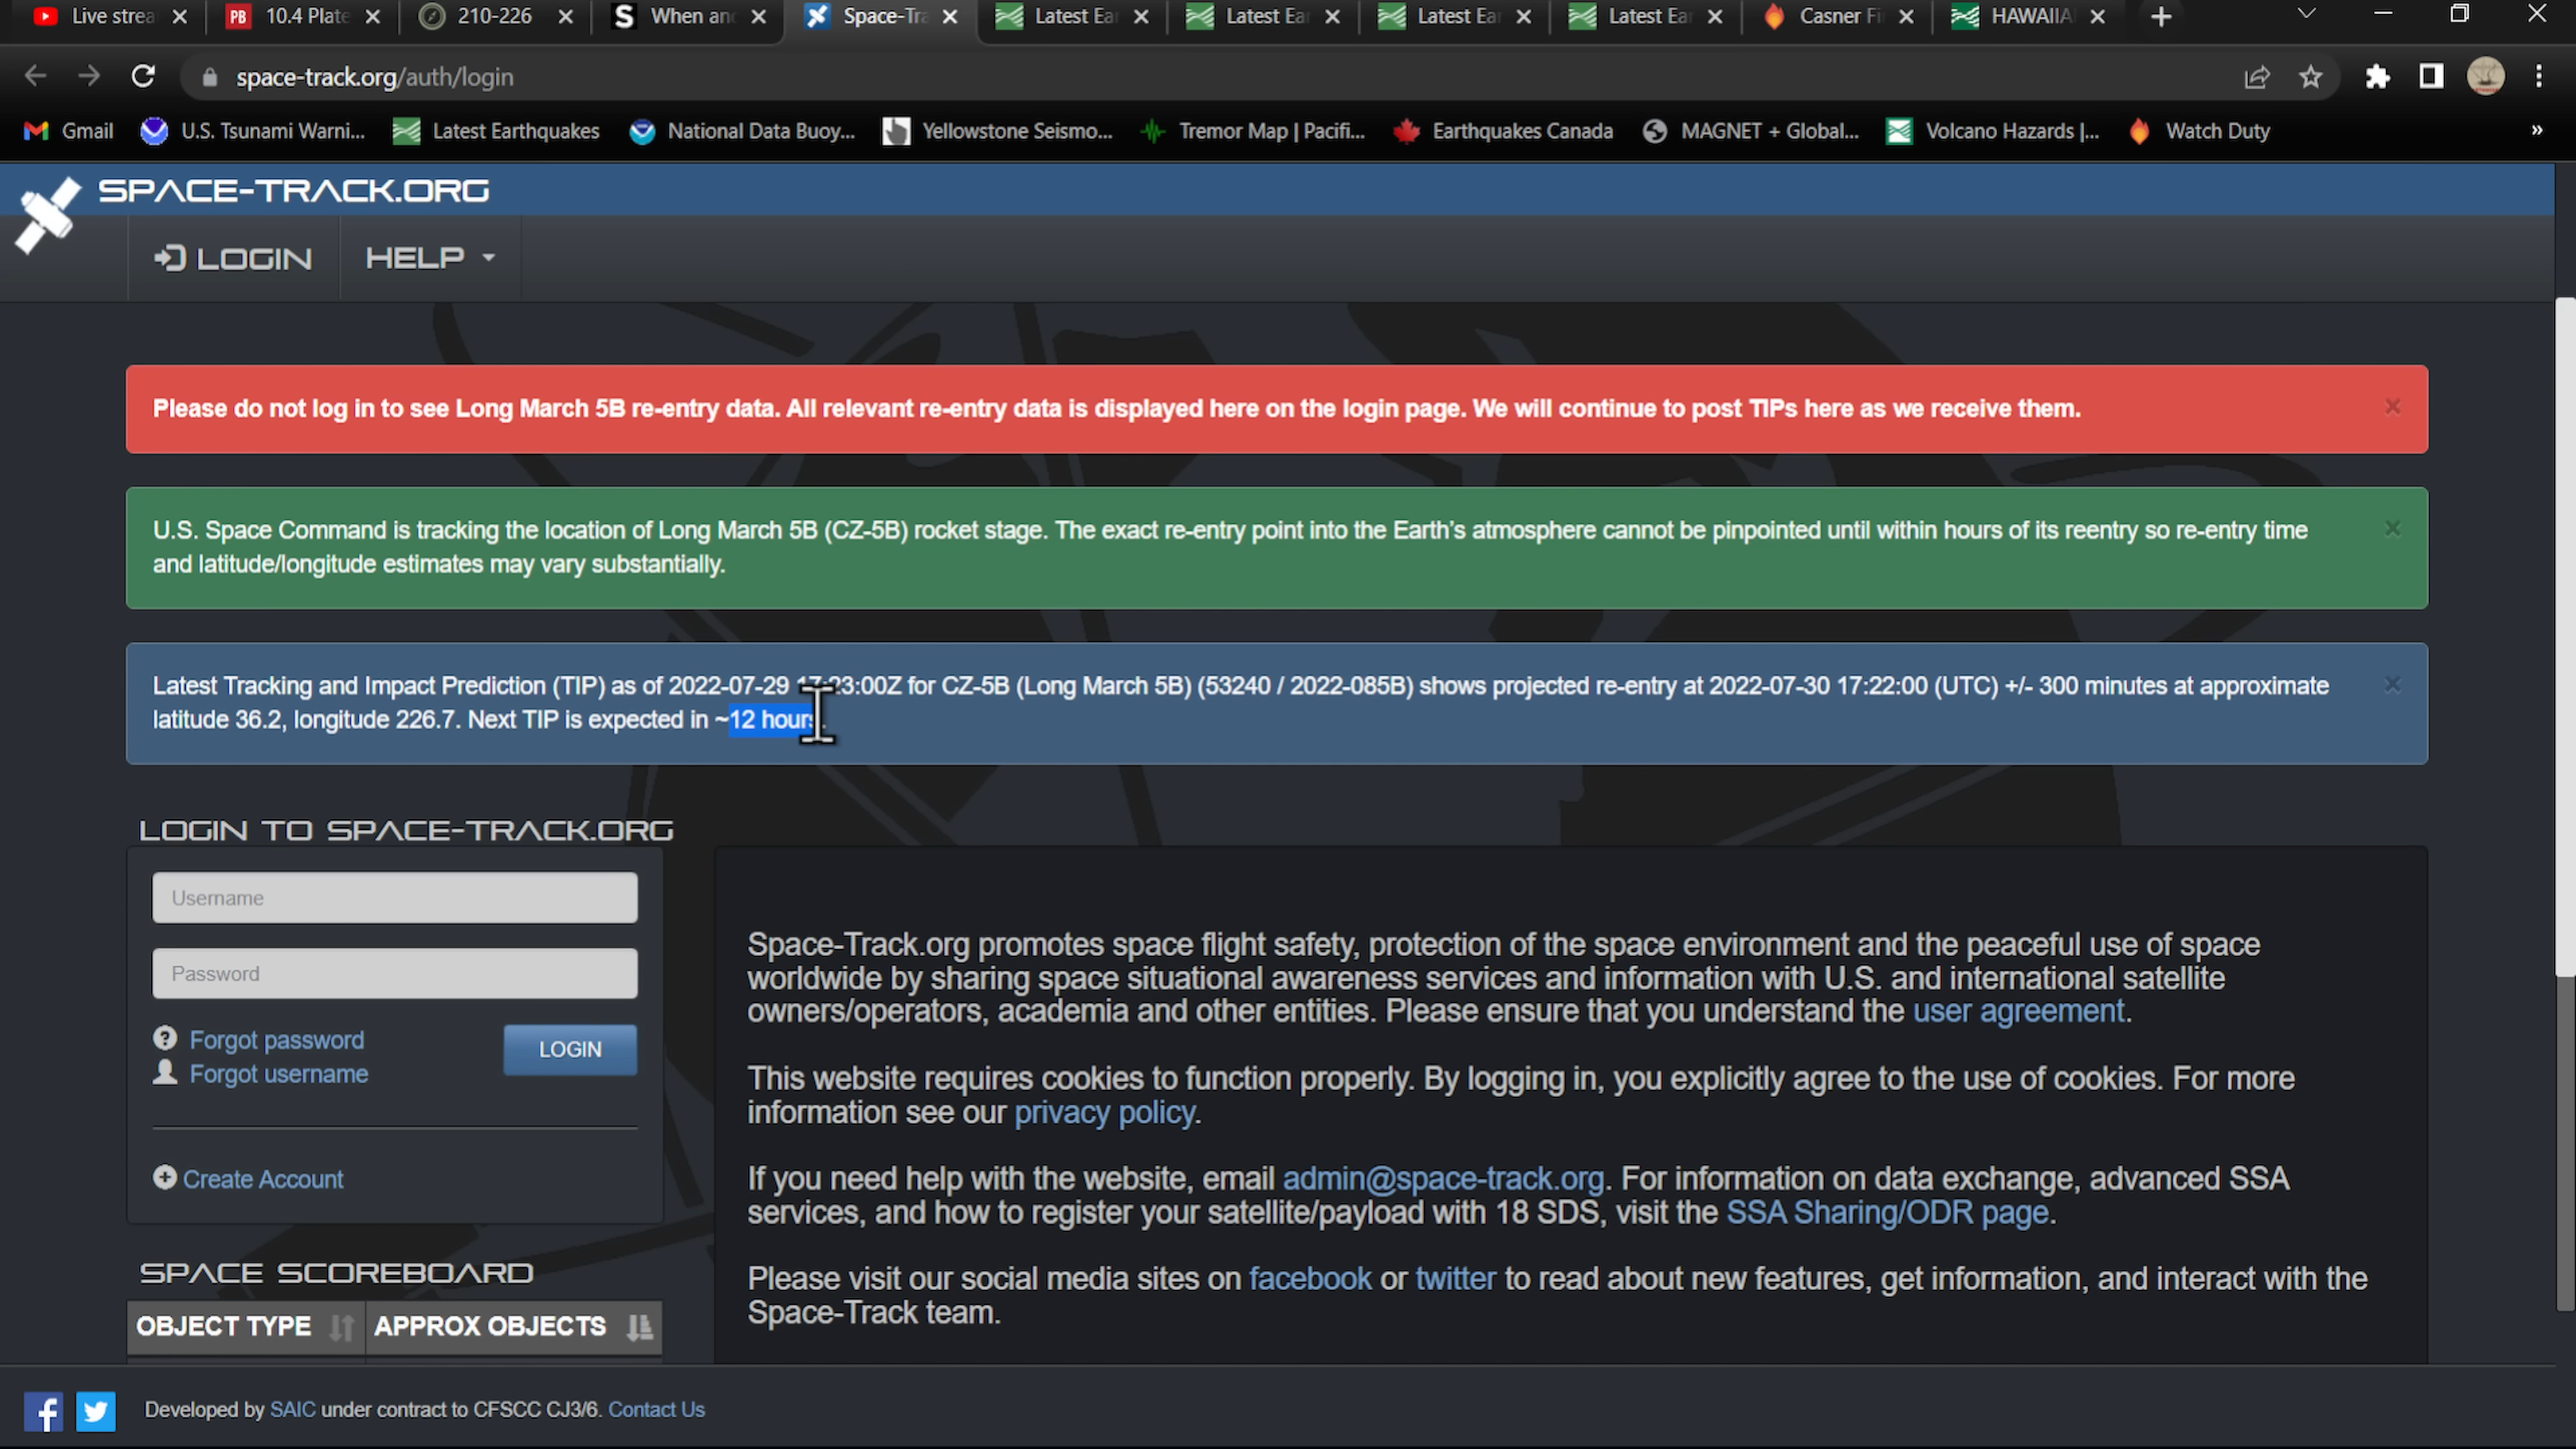 Live strea
PB 10.4 Plate
210-226
S When an
Space-Tra
Latest Ea
Latest Ea
Latest Ea
Latest Ea
Casner Fi
HAWAIIA
space-track.org/auth/login
Gmail
U.S. Tsunami Warni...
Latest Earthquakes
National Data Buoy...
Yellowstone Seismo...
Tremor Map | Pacifi...
Earthquakes Canada
MAGNET + Global...
Volcano Hazards |...
Watch Duty
»
SPACE-TRACK.ORG
LOGIN
HELP
Please do not log in to see Long March 5B re-entry data. All relevant re-entry data is displayed here on the login page. We will continue to post TIPs here as we receive them.
U.S. Space Command is tracking the location of Long March 5B (CZ-5B) rocket stage. The exact re-entry point into the Earth's atmosphere cannot be pinpointed until within hours of its reentry so re-entry time
and latitude/longitude estimates may vary substantially.
Latest Tracking and Impact Prediction (TIP) as of 2022-07-29 17:23:00Z for CZ-5B (Long March 5B) (53240 / 2022-085B) shows projected re-entry at 2022-07-30 17:22:00 (UTC) +/- 300 minutes at approximate
latitude 36.2, longitude 226.7. Next TIP is expected in ~12 hours.
LOGIN TO SPACE-TRACK.ORG
Username
Password
Forgot password
Forgot username
LOGIN
Create Account
SPACE SCOREBOARD
OBJECT TYPE
APPROX OBJECTS
Space-Track.org promotes space flight safety, protection of the space environment and the peaceful use of space
worldwide by sharing space situational awareness services and information with U.S. and international satellite
owners/operators, academia and other entities. Please ensure that you understand the user agreement.
This website requires cookies to function properly. By logging in, you explicitly agree to the use of cookies. For more
information see our privacy policy.
If you need help with the website, email admin@space-track.org. For information on data exchange, advanced SSA
services, and how to register your satellite/payload with 18 SDS, visit the SSA Sharing/ODR page.
Please visit our social media sites on facebook or twitter to read about new features, get information, and interact with the
Space-Track team.
Developed by SAIC under contract to CFSCC CJ3/6. Contact Us